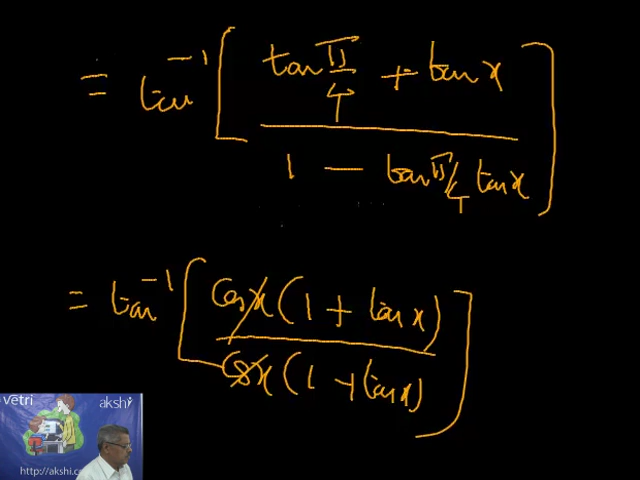 = tan⁻¹ [ (tan π/4 + tan x) / (1 − tan π/4 tan x) ]
= tan⁻¹ [ cos x (1 + tan x) / cos x (1 − tan x) ]
vetri akshi
http://akshi.c